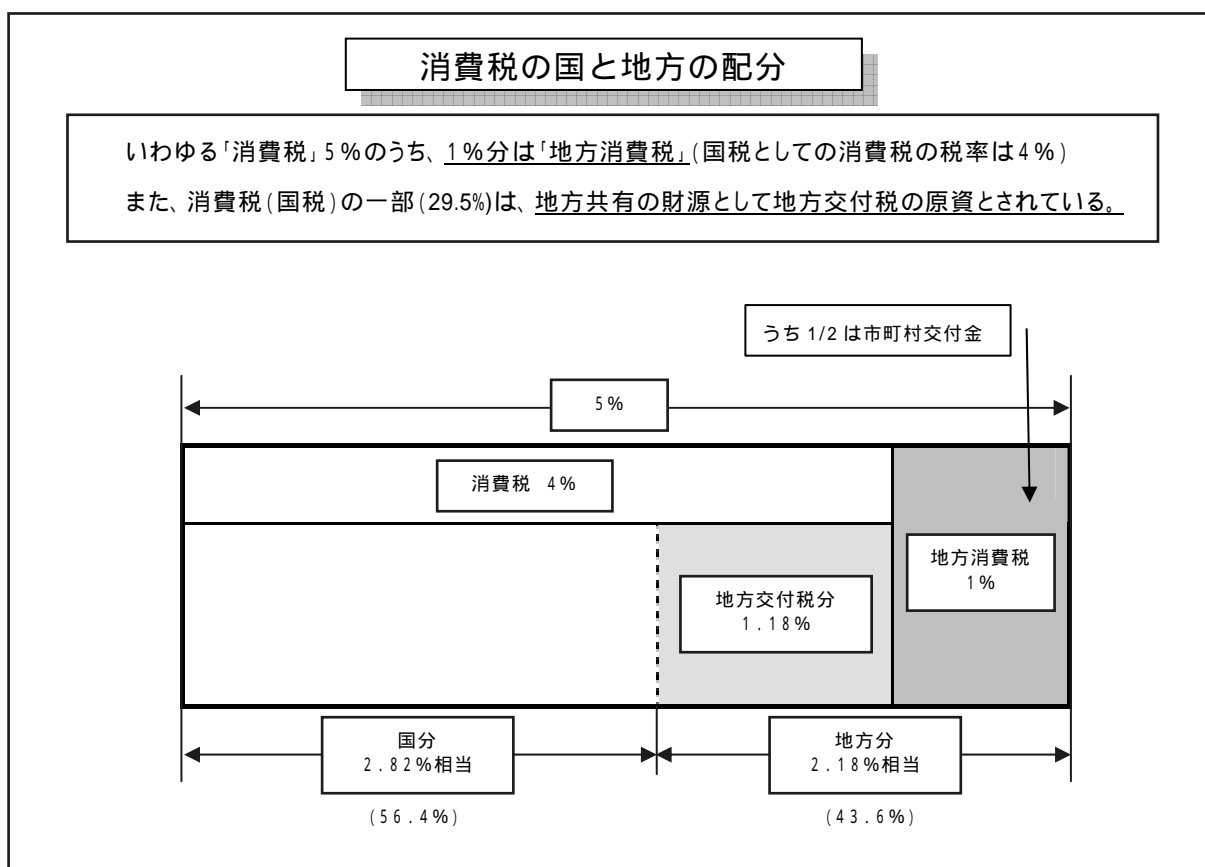 消費税の国と地方の配分
いわゆる「消費税」5%のうち、1%分は「地方消費税」(国税としての消費税の税率は4%)
また、消費税(国税)の一部(29.5%)は、地方共有の財源として地方交付税の原資とされている。
うち 1/2 は市町村交付金
5%
消費税 4%
地方消費税
1%
地方交付税分
1.18%
国分
2.82%相当
地方分
2.18%相当
(56.4%)
(43.6%)